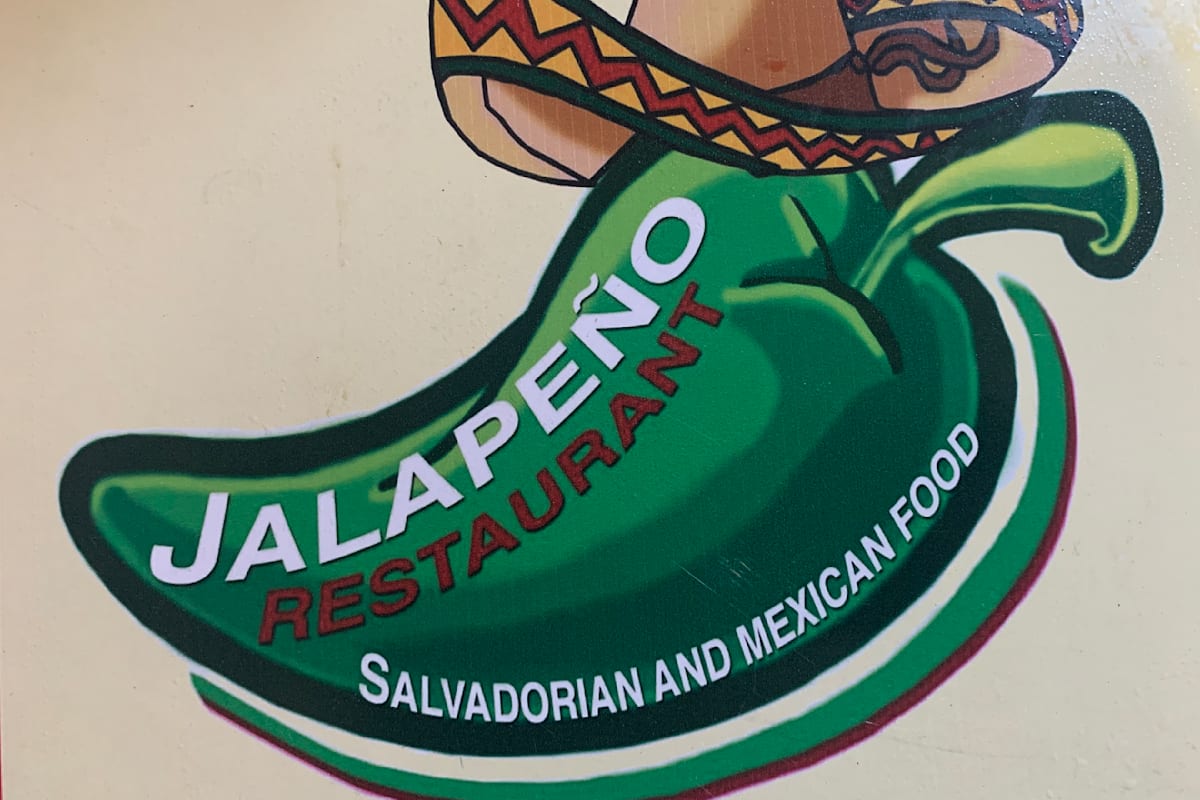 JALAPEÑO
RESTAURANT
SALVADORIAN AND MEXICAN FOOD